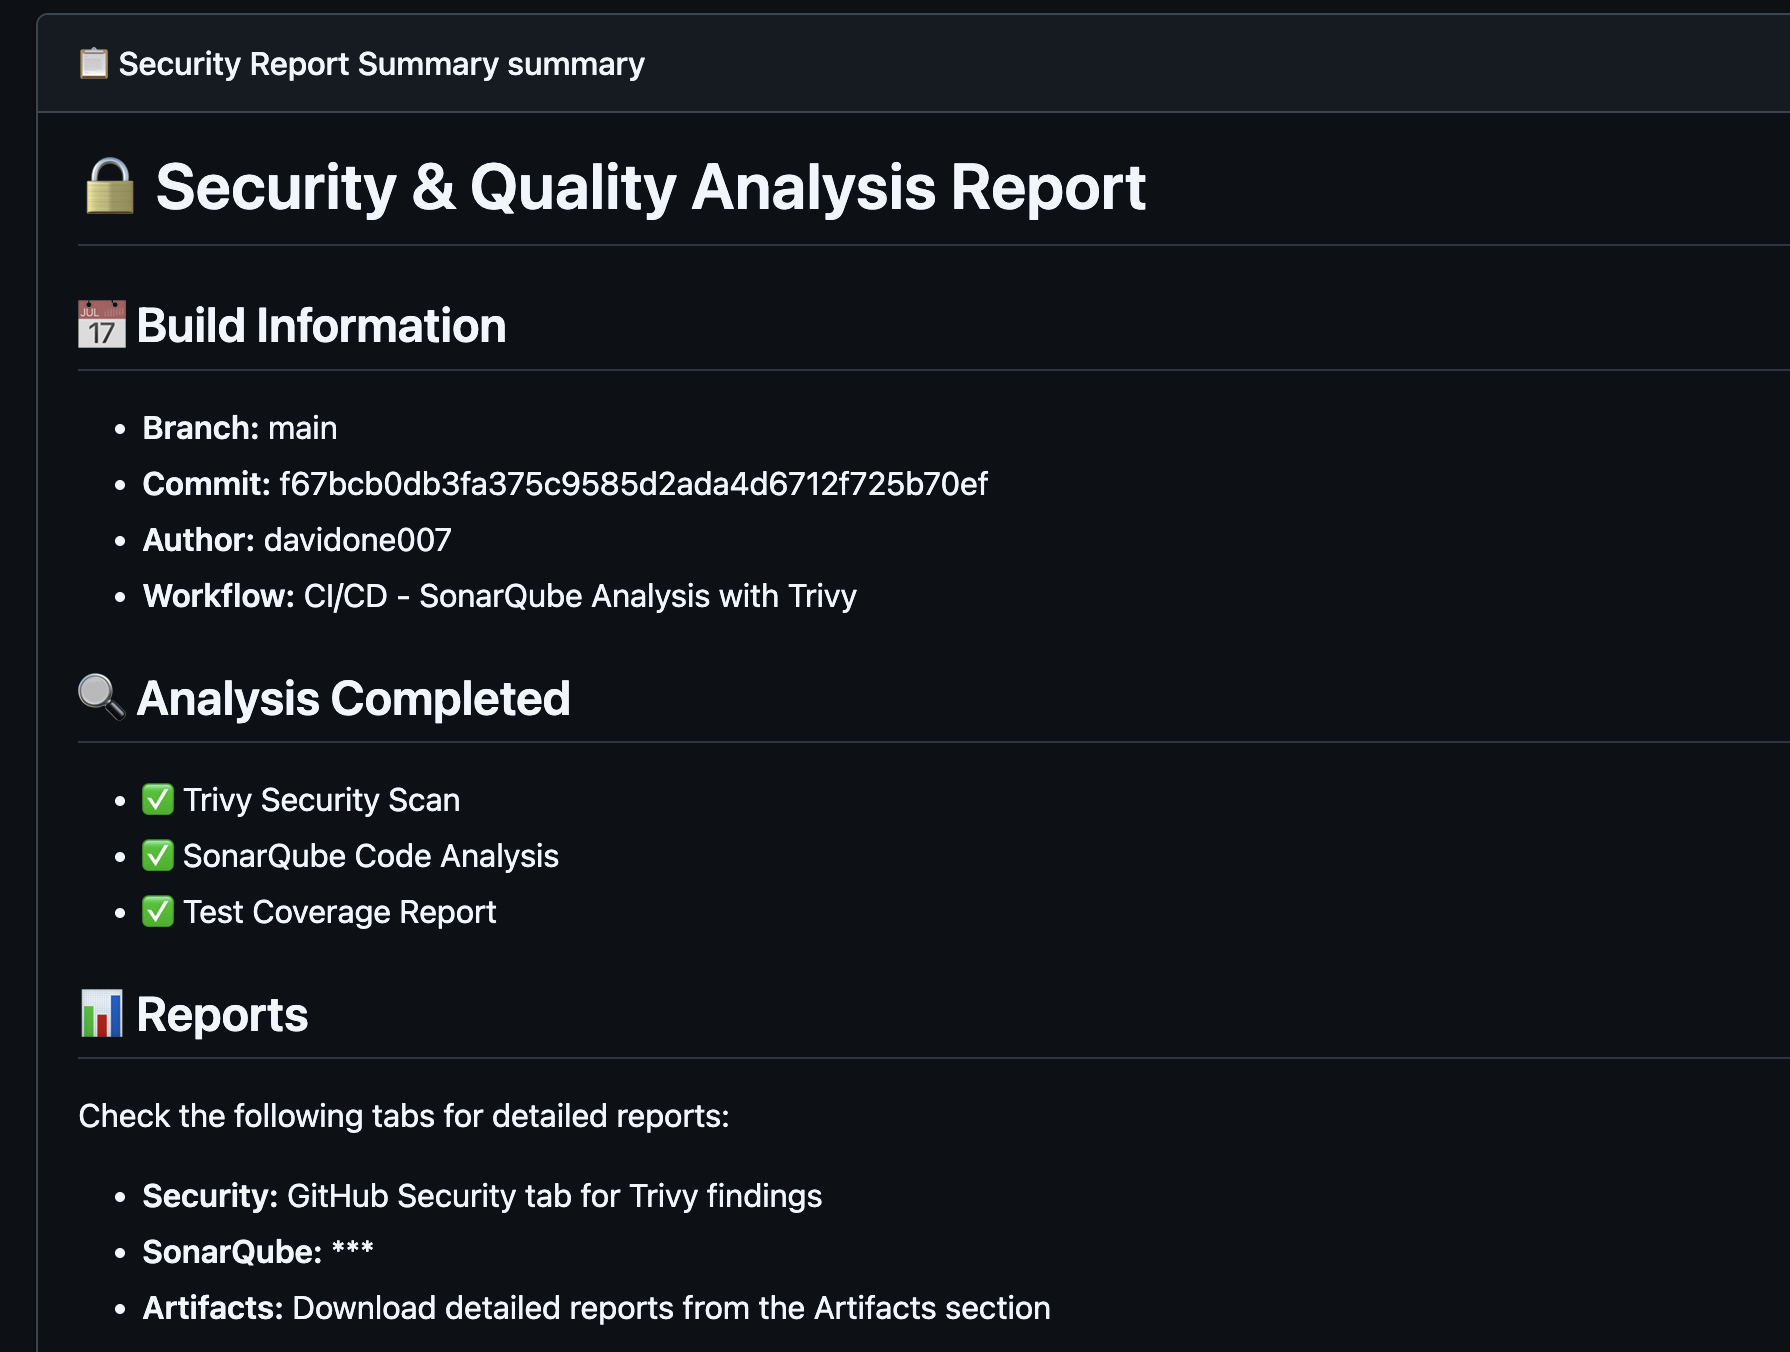 Security Report Summary summary
Security & Quality Analysis Report
JUL
17
Build Information
Branch: main
Commit: f67bcb0db3fa375c9585d2ada4d6712f725b70ef
Author: davidone007
Workflow: CI/CD - SonarQube Analysis with Trivy
Analysis Completed
Trivy Security Scan
SonarQube Code Analysis
Test Coverage Report
Reports
Check the following tabs for detailed reports:
Security: GitHub Security tab for Trivy findings
SonarQube: ***
Artifacts: Download detailed reports from the Artifacts section